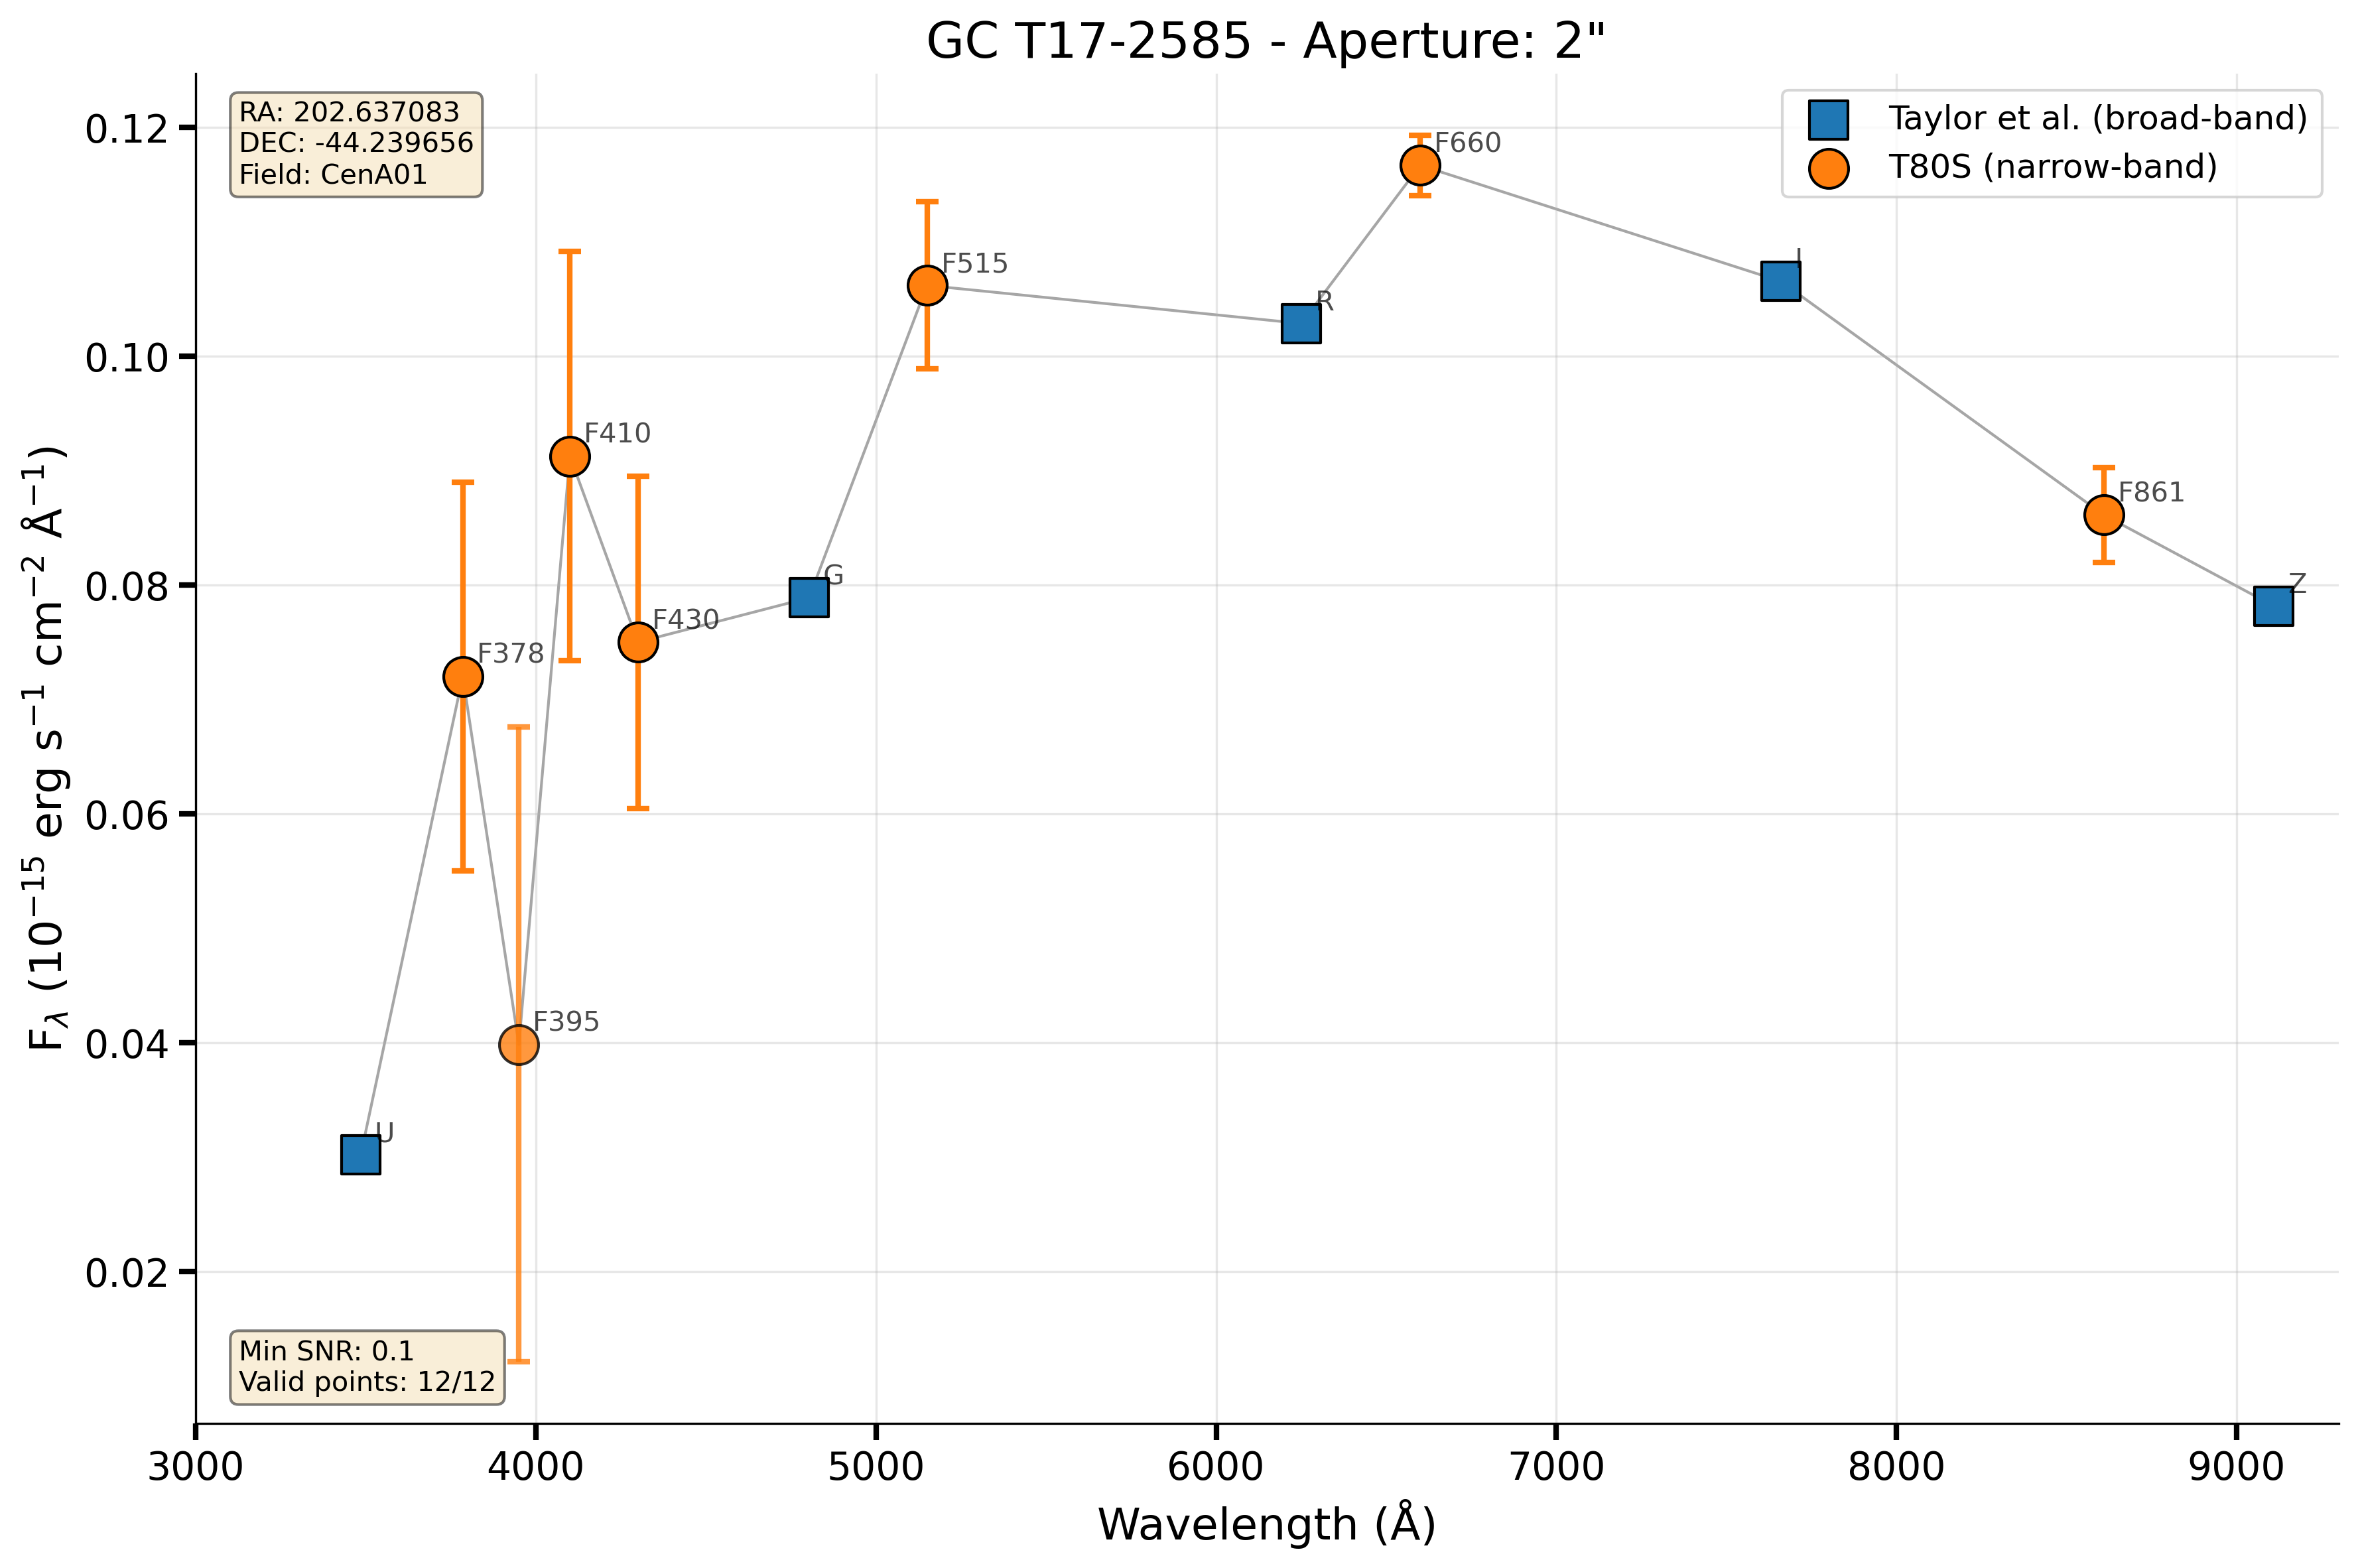 GC T17-2585 - Aperture: 2"
RA: 202.637083
DEC: -44.239656
Field: CenA01
Taylor et al. (broad-band)
T80S (narrow-band)
F660
I
F515
R
F410
F861
G
Z
F430
F378
F395
U
Min SNR: 0.1
Valid points: 12/12
0.12
0.10
0.08
0.06
0.04
0.02
F_λ (10^−15 erg s^−1 cm^−2 Å^−1)
3000 4000 5000 6000 7000 8000 9000
Wavelength (Å)